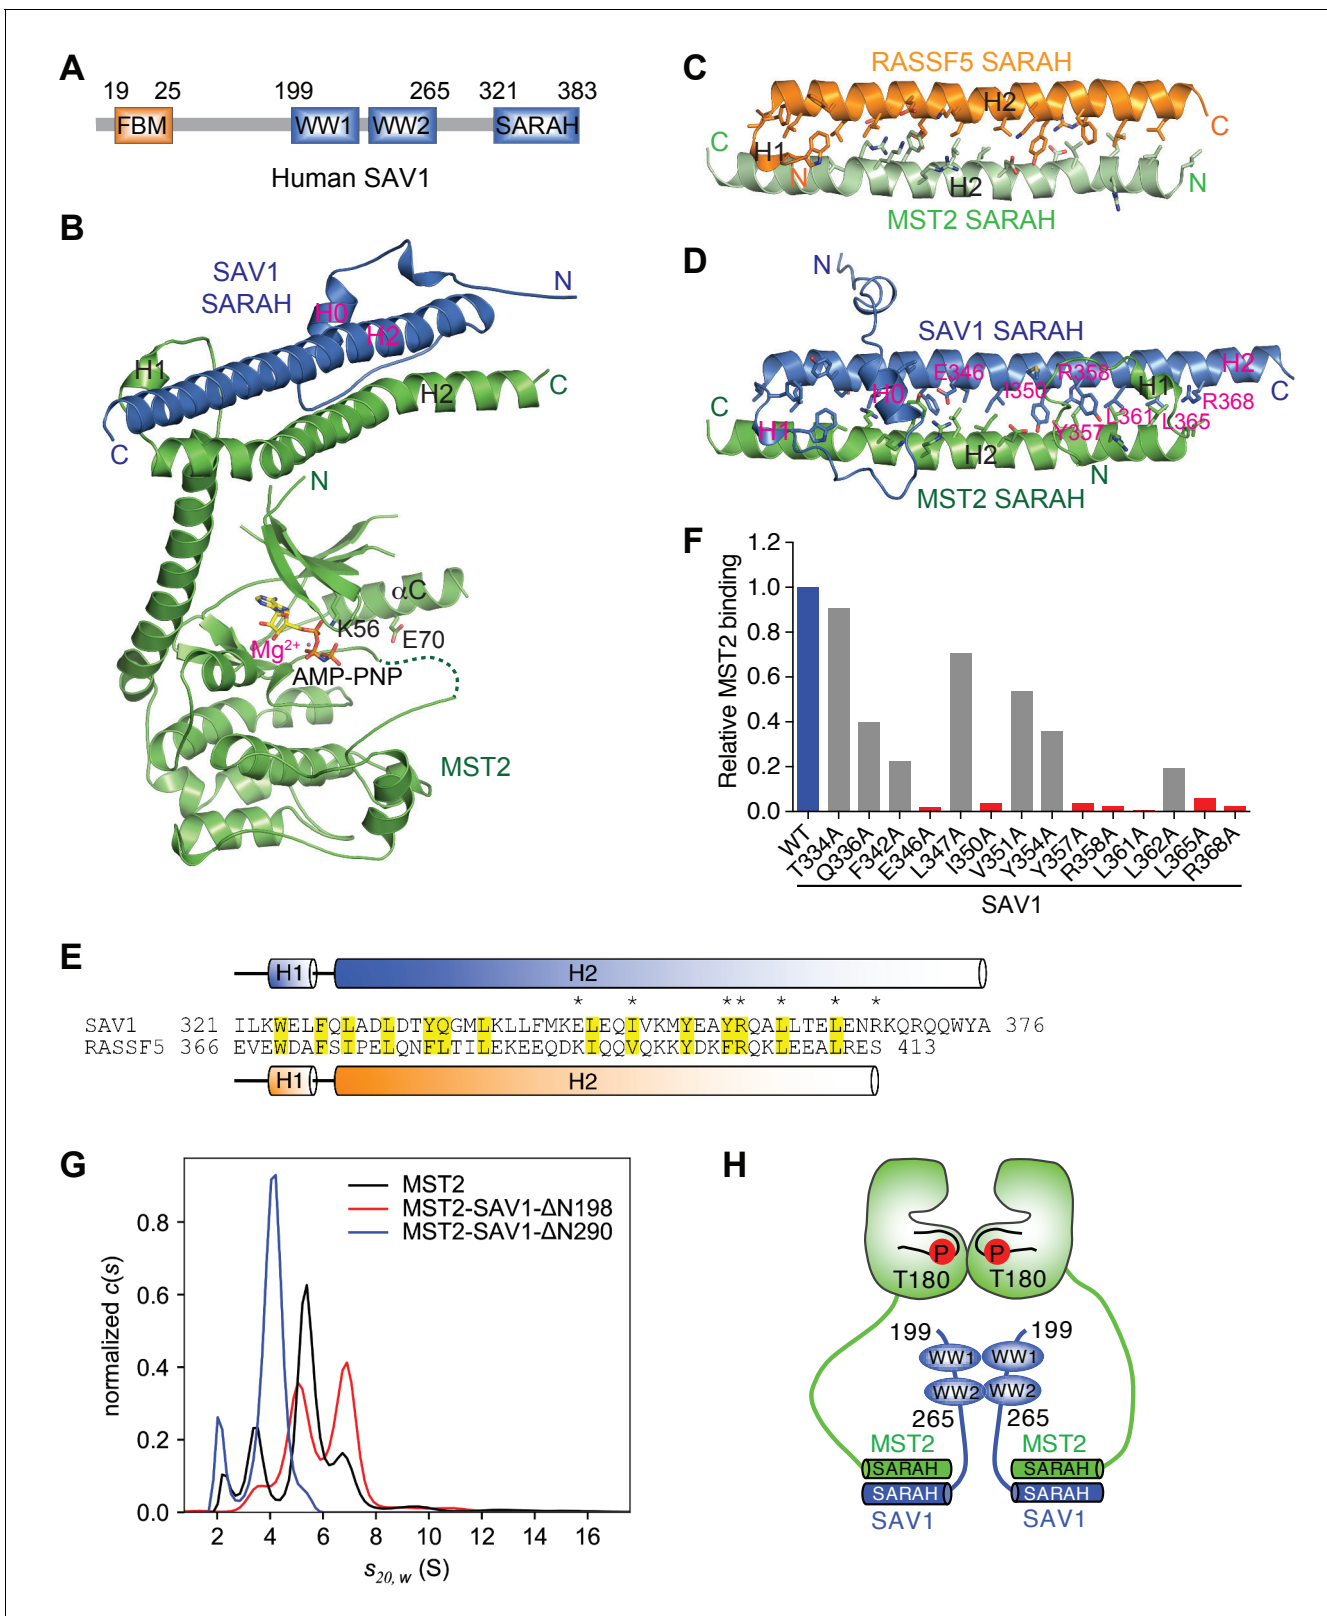 A
19 25 199 265 321 383
FBM WW1 WW2 SARAH
Human SAV1
B
SAV1
SARAH
N
H0
H2
H1
H2
C
C
N
αC
K56
E70
Mg²⁺
AMP-PNP
MST2
C
RASSF5 SARAH
H2
C
C
H1
N
H2
N
MST2 SARAH
D
N
SAV1 SARAH
E346
I350
R358
H2
H0
H1
C
R368
C
L361
L365
H1
Y357
H2
N
MST2 SARAH
F
Relative MST2 binding
1.2
1.0
0.8
0.6
0.4
0.2
0.0
WT T334A Q336A F342A E346A L347A I350A V351A Y354A Y357A R358A L361A L362A L365A R368A
SAV1
E
H1 H2
* * ** * * *
SAV1 321 ILKWELFQLADLDTYQGMLKLLFMKELEQIVKMYEAYRQALLTELENRKQRQQWYA 376
RASSF5 366 EVEWDAFSIPELQNFLTILEKEEQDKIQQVQKKYDKFRQKLEEALRES 413
H1 H2
G
MST2
MST2-SAV1-ΔN198
MST2-SAV1-ΔN290
normalized c(s)
0.8
0.6
0.4
0.2
0.0
2 4 6 8 10 12 14 16
s20, w (S)
H
P P
T180 T180
199 199
WW1 WW1
WW2 WW2
265 265
MST2 MST2
SARAH SARAH
SARAH SARAH
SAV1 SAV1